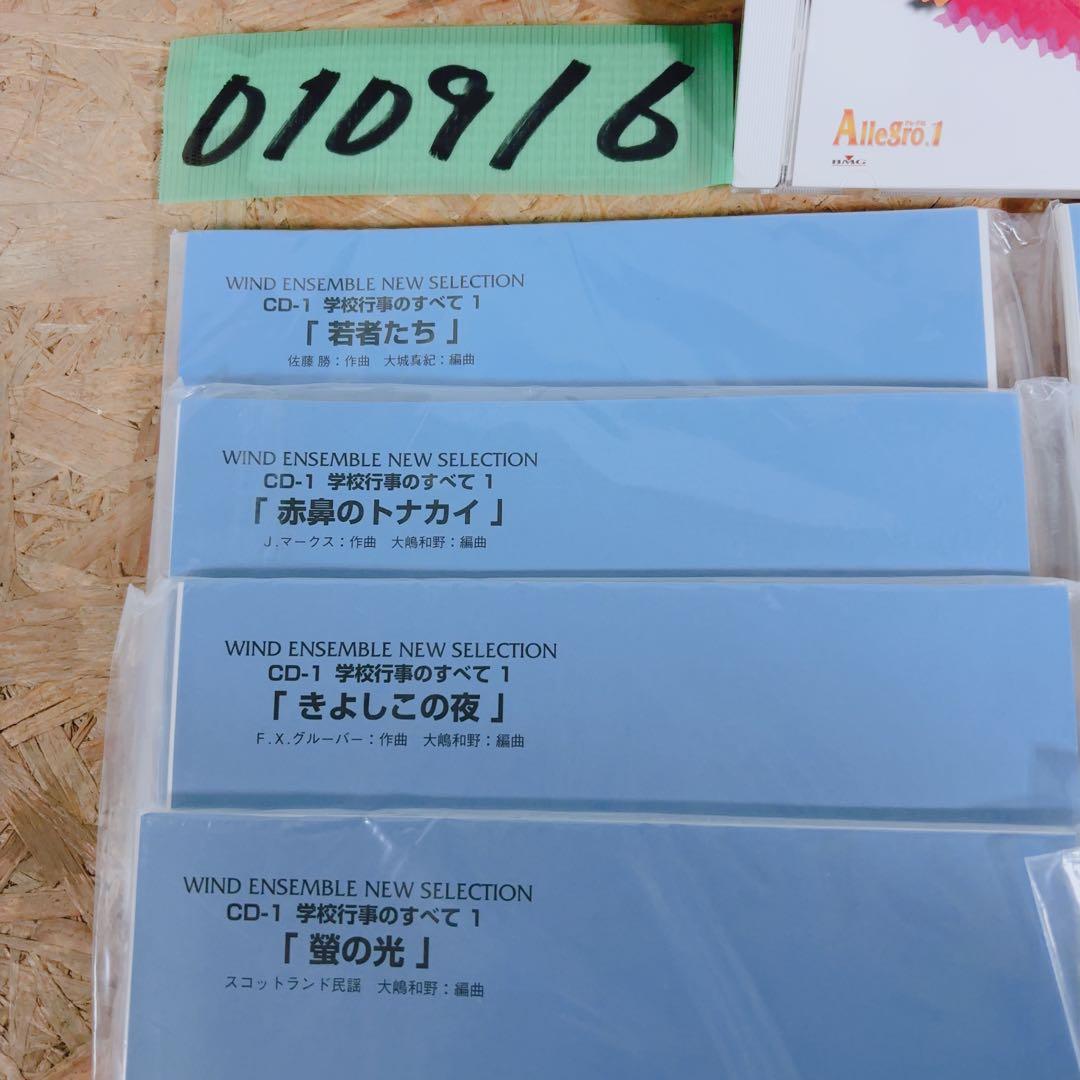 010916
アレグロ
Allegro.1
BMG
WIND ENSEMBLE NEW SELECTION
CD-1 学校行事のすべて 1
「 若者たち 」
佐藤 勝：作曲 大城真紀：編曲
WIND ENSEMBLE NEW SELECTION
CD-1 学校行事のすべて 1
「 赤鼻のトナカイ 」
J.マークス：作曲 大嶋和野：編曲
WIND ENSEMBLE NEW SELECTION
CD-1 学校行事のすべて 1
「 きよしこの夜 」
F.X.グルーバー：作曲 大嶋和野：編曲
WIND ENSEMBLE NEW SELECTION
CD-1 学校行事のすべて 1
「 螢の光 」
スコットランド民謡 大嶋和野：編曲